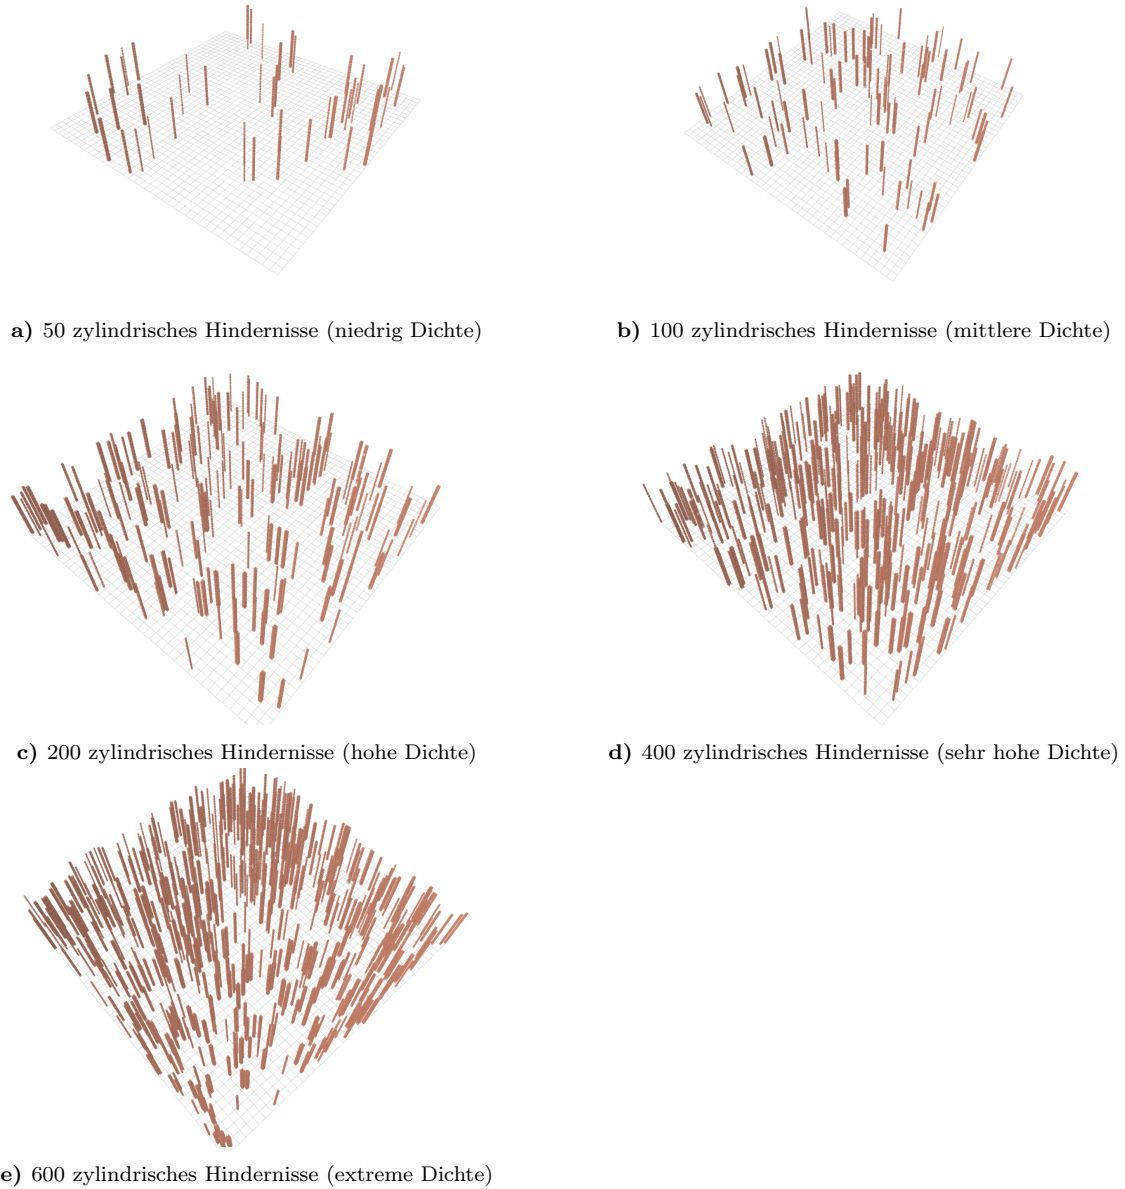 a) 50 zylindrisches Hindernisse (niedrig Dichte)
b) 100 zylindrisches Hindernisse (mittlere Dichte)
c) 200 zylindrisches Hindernisse (hohe Dichte)
d) 400 zylindrisches Hindernisse (sehr hohe Dichte)
e) 600 zylindrisches Hindernisse (extreme Dichte)